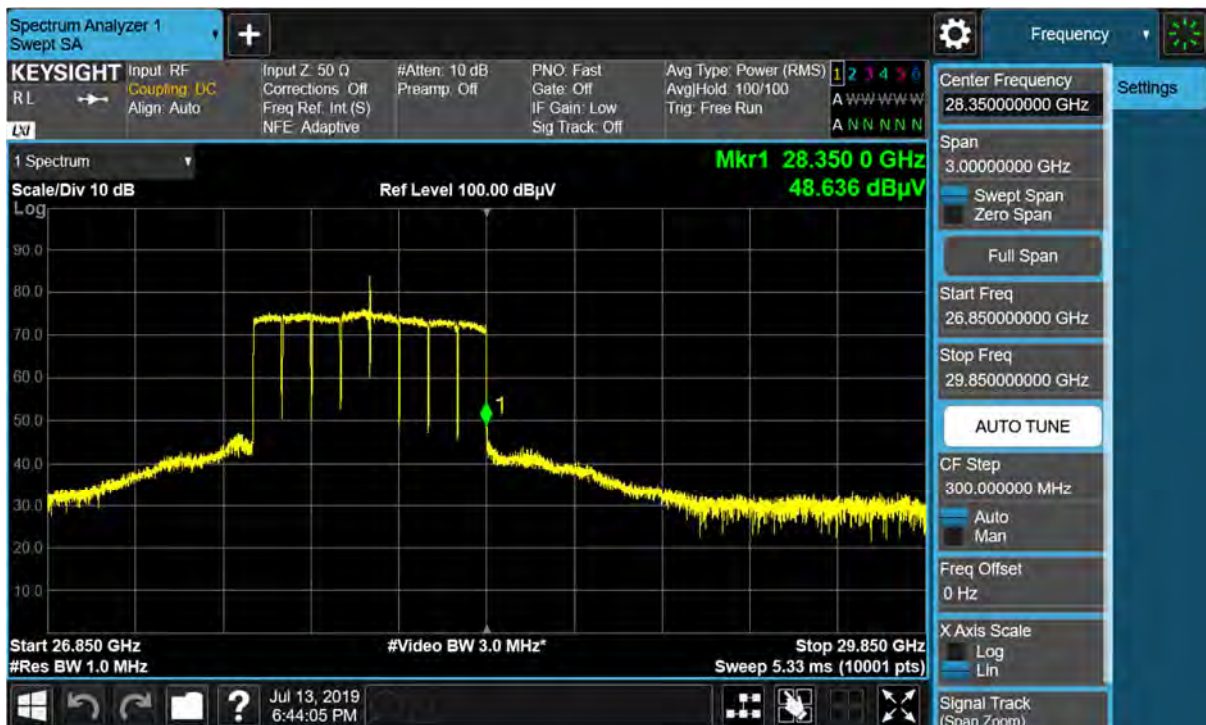 Spectrum Analyzer 1
Swept SA
+
Frequency
KEYSIGHT
R L
LXI
Input: RF
Coupling: DC
Align: Auto
Input Z: 50 Ω
Corrections: Off
Freq Ref: Int (S)
NFE: Adaptive
#Atten: 10 dB
Preamp: Off
PNO: Fast
Gate: Off
IF Gain: Low
Sig Track: Off
Avg Type: Power (RMS)
Avg|Hold: 100/100
Trig: Free Run
1 2 3 4 5 6
A W W W W W
A N N N N N
1 Spectrum
Scale/Div 10 dB
Ref Level 100.00 dBµV
Mkr1 28.350 0 GHz
48.636 dBµV
Log
90.0
80.0
70.0
60.0
50.0
40.0
30.0
20.0
10.0
1
Start 26.850 GHz
#Res BW 1.0 MHz
#Video BW 3.0 MHz*
Stop 29.850 GHz
Sweep 5.33 ms (10001 pts)
Center Frequency
28.350000000 GHz
Settings
Span
3.00000000 GHz
Swept Span
Zero Span
Full Span
Start Freq
26.850000000 GHz
Stop Freq
29.850000000 GHz
AUTO TUNE
CF Step
300.000000 MHz
Auto
Man
Freq Offset
0 Hz
X Axis Scale
Log
Lin
Signal Track
(Span Zoom)
?
Jul 13, 2019
6:44:05 PM